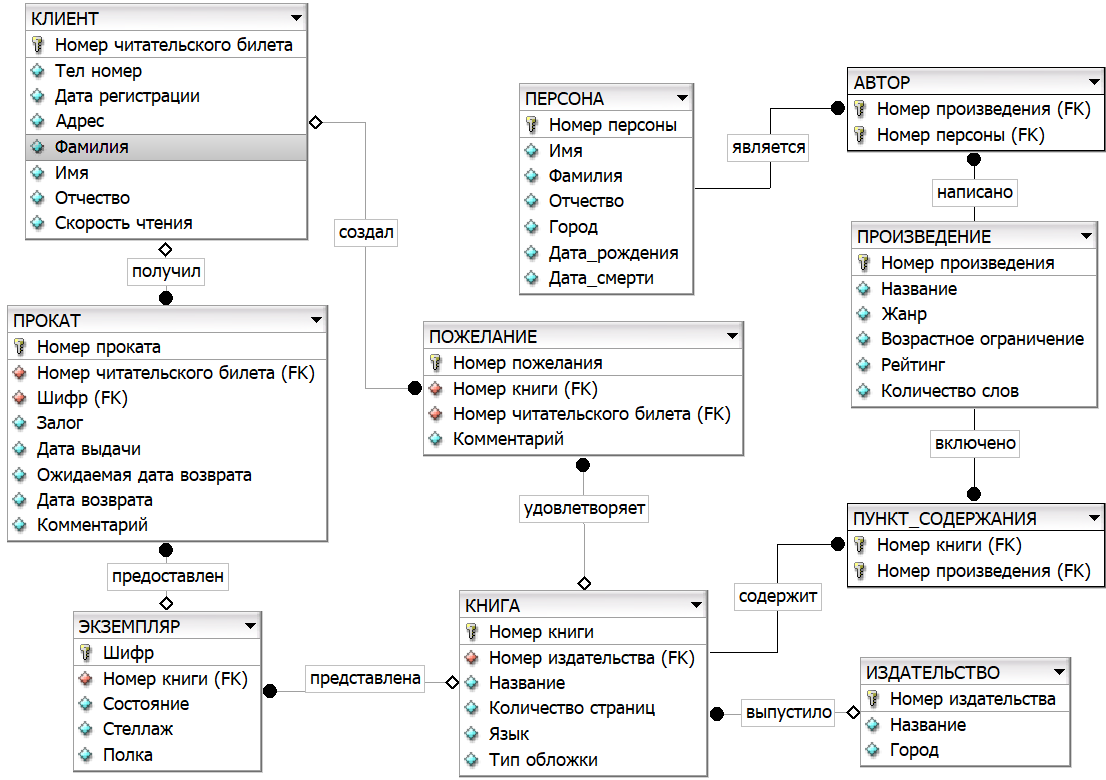 КЛИЕНТ
Номер читательского билета
Тел номер
Дата регистрации
Адрес
Фамилия
Имя
Отчество
Скорость чтения
получил
создал
ПРОКАТ
Номер проката
Номер читательского билета (FK)
Шифр (FK)
Залог
Дата выдачи
Ожидаемая дата возврата
Дата возврата
Комментарий
предоставлен
ЭКЗЕМПЛЯР
Шифр
Номер книги (FK)
Состояние
Стеллаж
Полка
представлена
ПЕРСОНА
Номер персоны
Имя
Фамилия
Отчество
Город
Дата_рождения
Дата_смерти
является
ПОЖЕЛАНИЕ
Номер пожелания
Номер книги (FK)
Номер читательского билета (FK)
Комментарий
удовлетворяет
КНИГА
Номер книги
Номер издательства (FK)
Название
Количество страниц
Язык
Тип обложки
содержит
выпустило
АВТОР
Номер произведения (FK)
Номер персоны (FK)
написано
ПРОИЗВЕДЕНИЕ
Номер произведения
Название
Жанр
Возрастное ограничение
Рейтинг
Количество слов
включено
ПУНКТ_СОДЕРЖАНИЯ
Номер книги (FK)
Номер произведения (FK)
ИЗДАТЕЛЬСТВО
Номер издательства
Название
Город